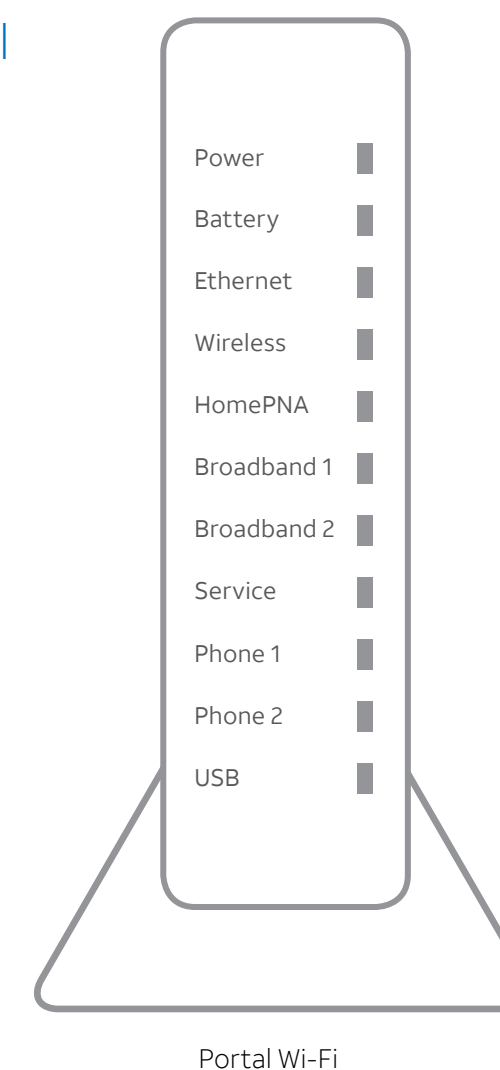 Power
Battery
Ethernet
Wireless
HomePNA
Broadband 1
Broadband 2
Service
Phone 1
Phone 2
USB
Portal Wi-Fi